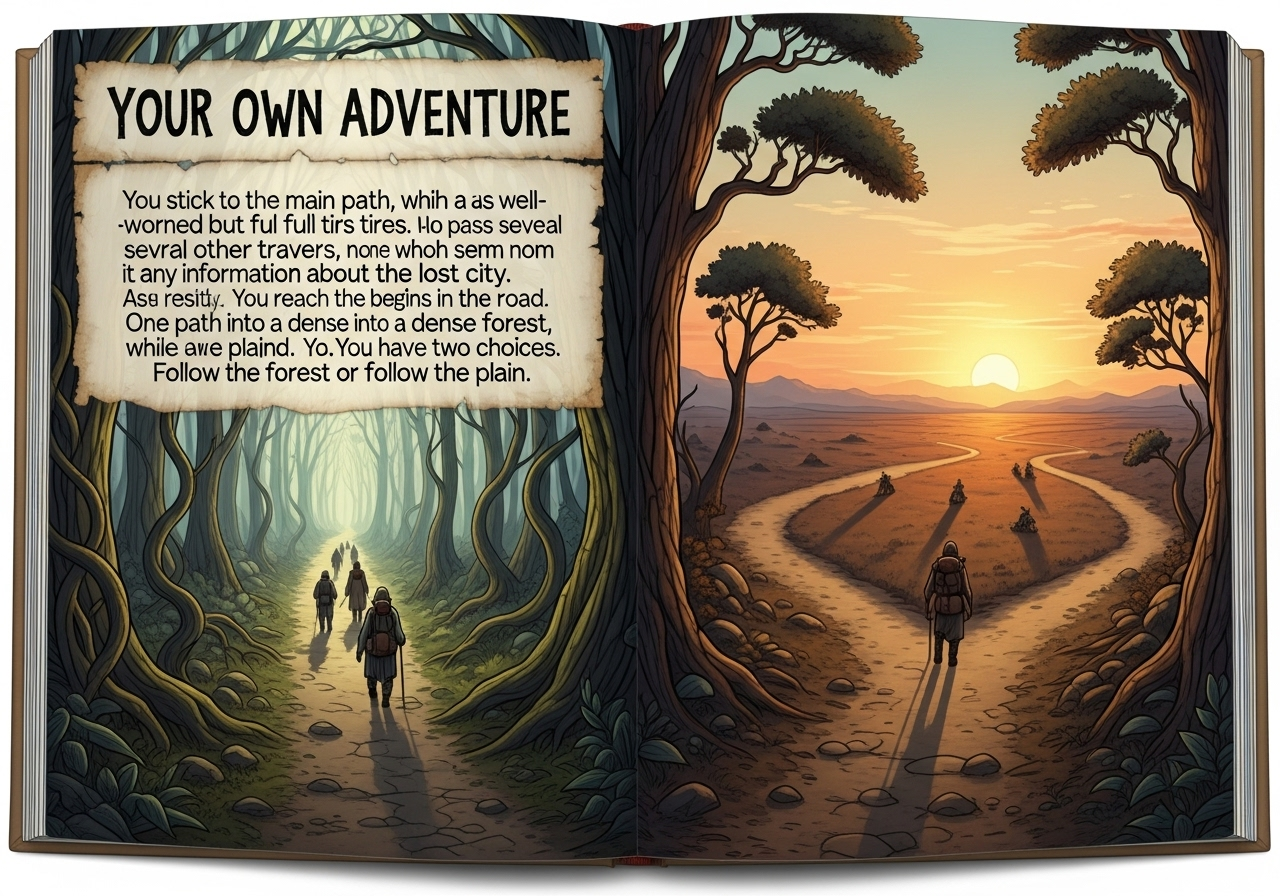 YOUR OWN ADVENTURE
You stick to the main path, whih a as well-
-worned but ful full tirs tires. Ho pass seveal
sevral other travers, none whoh sem nom
it any information about the lost city.
Ase resitty. You reach the begins in the road.
One path into a dense into a dense forest,
while awe plaind. Yo.You have two choices.
Follow the forest or follow the plain.